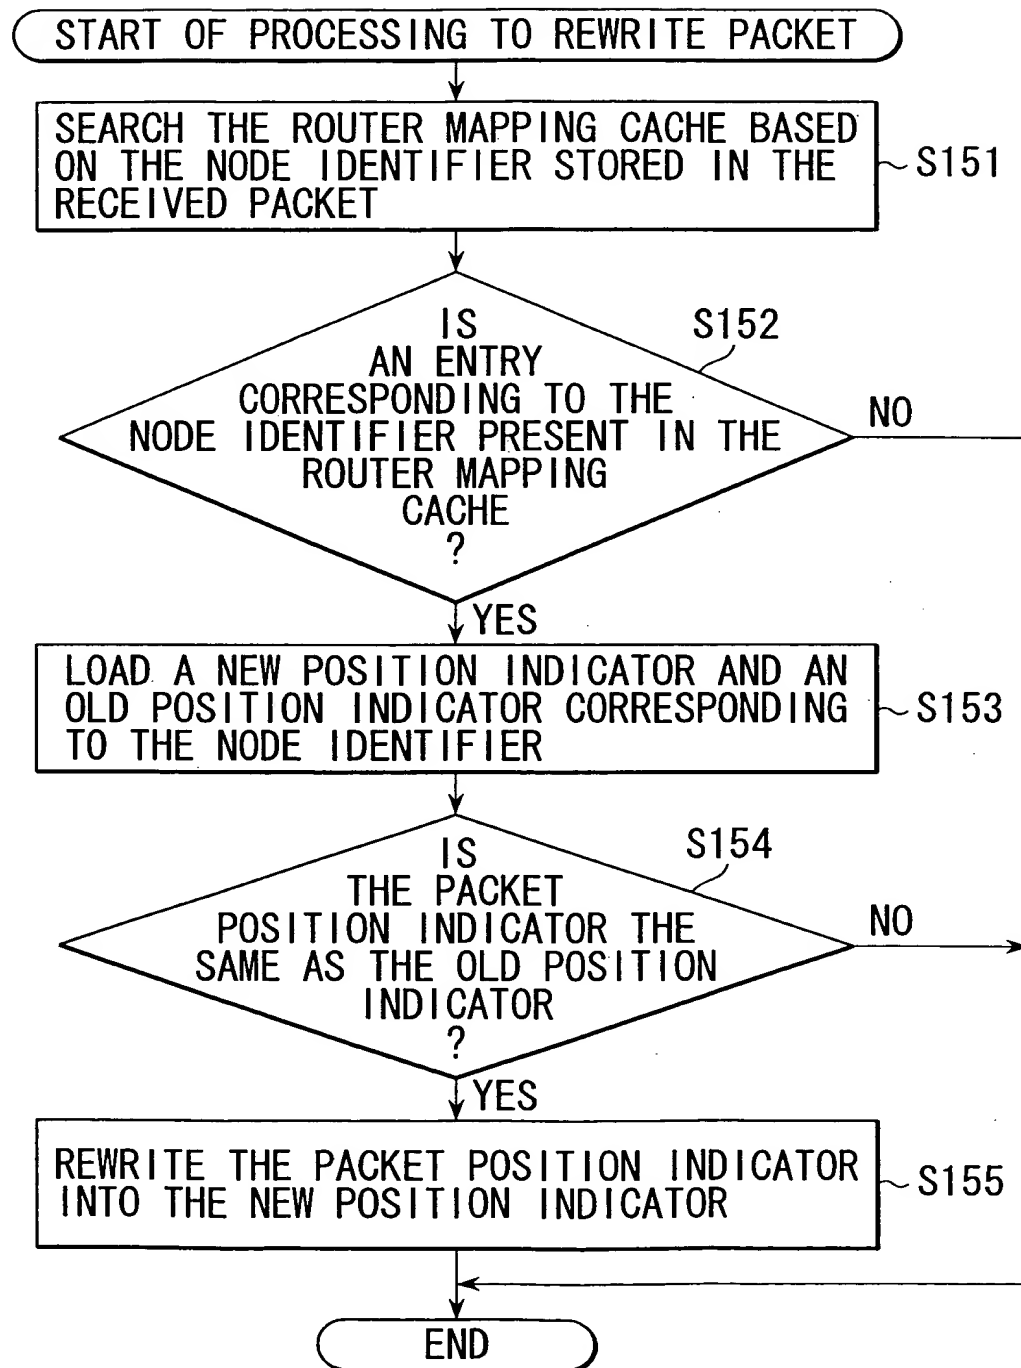 START OF PROCESSING TO REWRITE PACKET
SEARCH THE ROUTER MAPPING CACHE BASED
ON THE NODE IDENTIFIER STORED IN THE
RECEIVED PACKET
S151
IS
AN ENTRY
CORRESPONDING TO THE
NODE IDENTIFIER PRESENT IN THE
ROUTER MAPPING
CACHE
?
S152
NO
YES
LOAD A NEW POSITION INDICATOR AND AN
OLD POSITION INDICATOR CORRESPONDING
TO THE NODE IDENTIFIER
S153
IS
THE PACKET
POSITION INDICATOR THE
SAME AS THE OLD POSITION
INDICATOR
?
S154
NO
YES
REWRITE THE PACKET POSITION INDICATOR
INTO THE NEW POSITION INDICATOR
S155
END